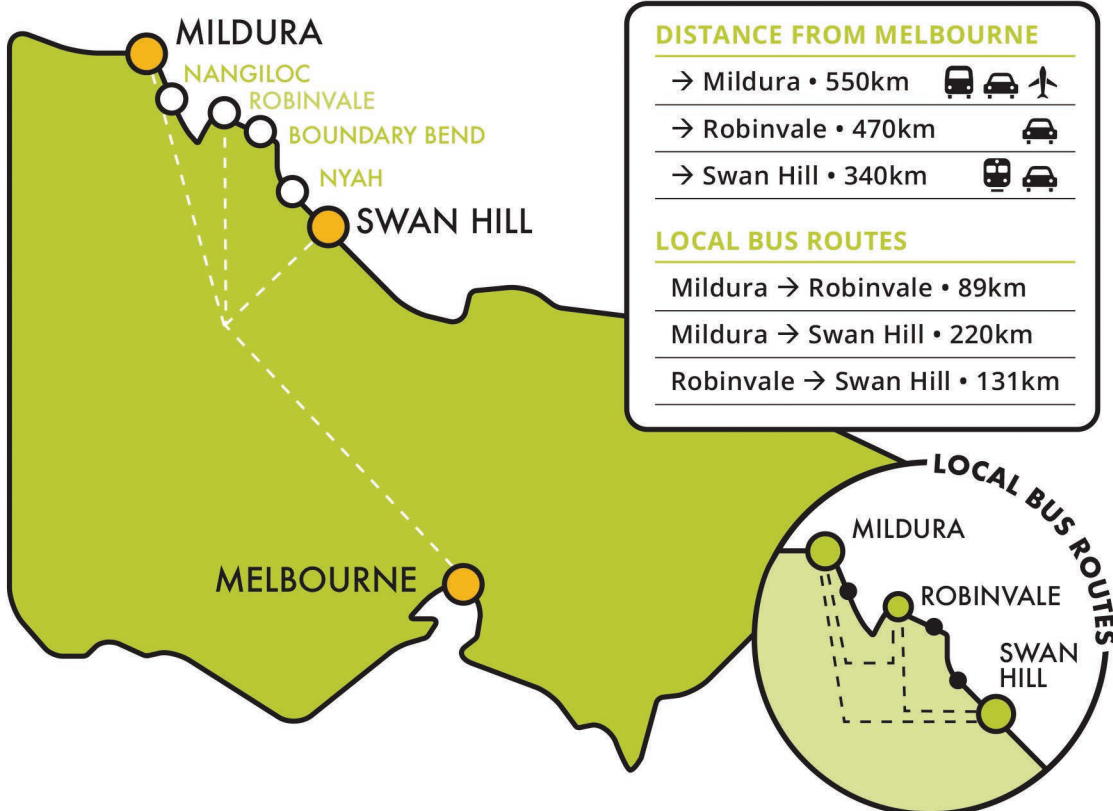 MILDURA
NANGILOC
ROBINVALE
BOUNDARY BEND
NYAH
SWAN HILL
MELBOURNE
DISTANCE FROM MELBOURNE
→ Mildura • 550km
→ Robinvale • 470km
→ Swan Hill • 340km
LOCAL BUS ROUTES
Mildura → Robinvale • 89km
Mildura → Swan Hill • 220km
Robinvale → Swan Hill • 131km
LOCAL BUS ROUTES
MILDURA
ROBINVALE
SWAN
HILL